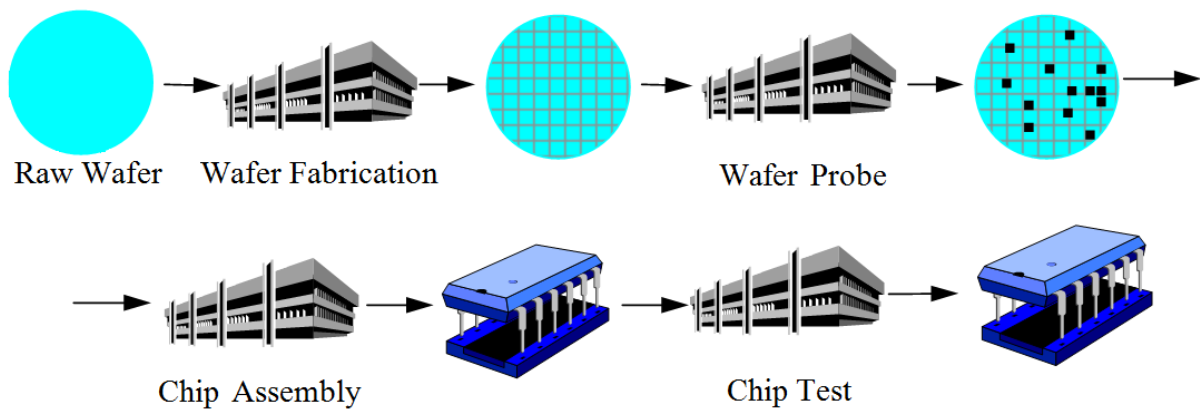 Raw Wafer
Wafer Fabrication
Wafer Probe
Chip Assembly
Chip Test